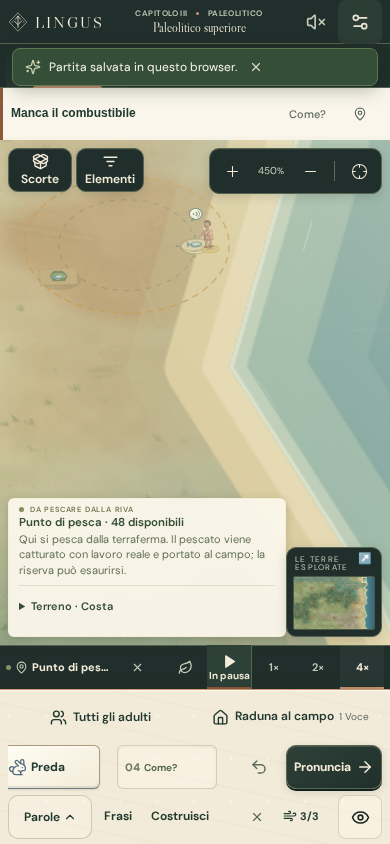 LINGUS
CAPITOLO III • PALEOLITICO
Paleolitico superiore
Partita salvata in questo browser.
Manca il combustibile
Come?
Scorte
Elementi
450%
DA PESCARE DALLA RIVA
Punto di pesca · 48 disponibili
Qui si pesca dalla terraferma. Il pescato viene
catturato con lavoro reale e portato al campo; la
riserva può esaurirsi.
Terreno · Costa
LE TERRE
ESPLORATE
Punto di pes...
In pausa
1×
2×
4×
Tutti gli adulti
Raduna al campo 1 Voce
Preda
04 Come?
Pronuncia
Parole
Frasi
Costruisci
3/3